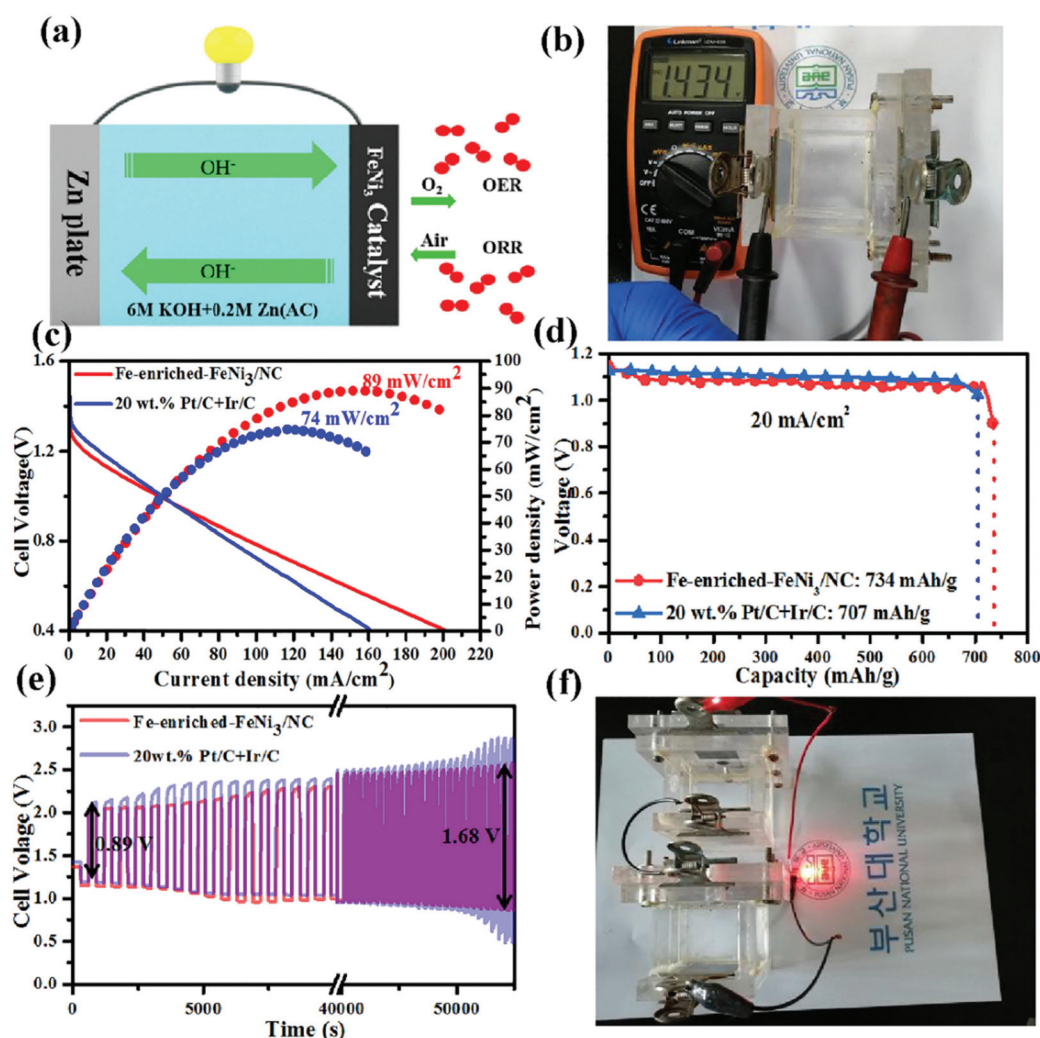 (a)
Zn plate
OH-
OH-
6M KOH+0.2M Zn(AC)
FeNi₃ Catalyst
O₂
OER
Air
ORR
(b)
1.434
AUTO POWER OFF
HOLD
OFF
CE
COM
(c)
Fe-enriched-FeNi₃/NC
20 wt.% Pt/C+Ir/C
89 mW/cm²
74 mW/cm²
Cell Voltage(V)
1.6
1.2
0.8
0.4
Power density (mW/cm²)
100
90
80
70
60
50
40
30
20
10
0
0 20 40 60 80 100 120 140 160 180 200 220
Current density (mA/cm²)
(d)
20 mA/cm²
Fe-enriched-FeNi₃/NC: 734 mAh/g
20 wt.% Pt/C+Ir/C: 707 mAh/g
Voltage (V)
1.2
1.0
0.8
0.6
0.4
0.2
0.0
0 100 200 300 400 500 600 700 800
Capacity (mAh/g)
(e)
Fe-enriched-FeNi₃/NC
20wt.% Pt/C+Ir/C
0.89 V
1.68 V
Cell Volage (V)
3.0
2.5
2.0
1.5
1.0
0.5
0.0
0 5000 40000 50000
Time (s)
(f)
부산대학교
PUSAN NATIONAL UNIVERSITY